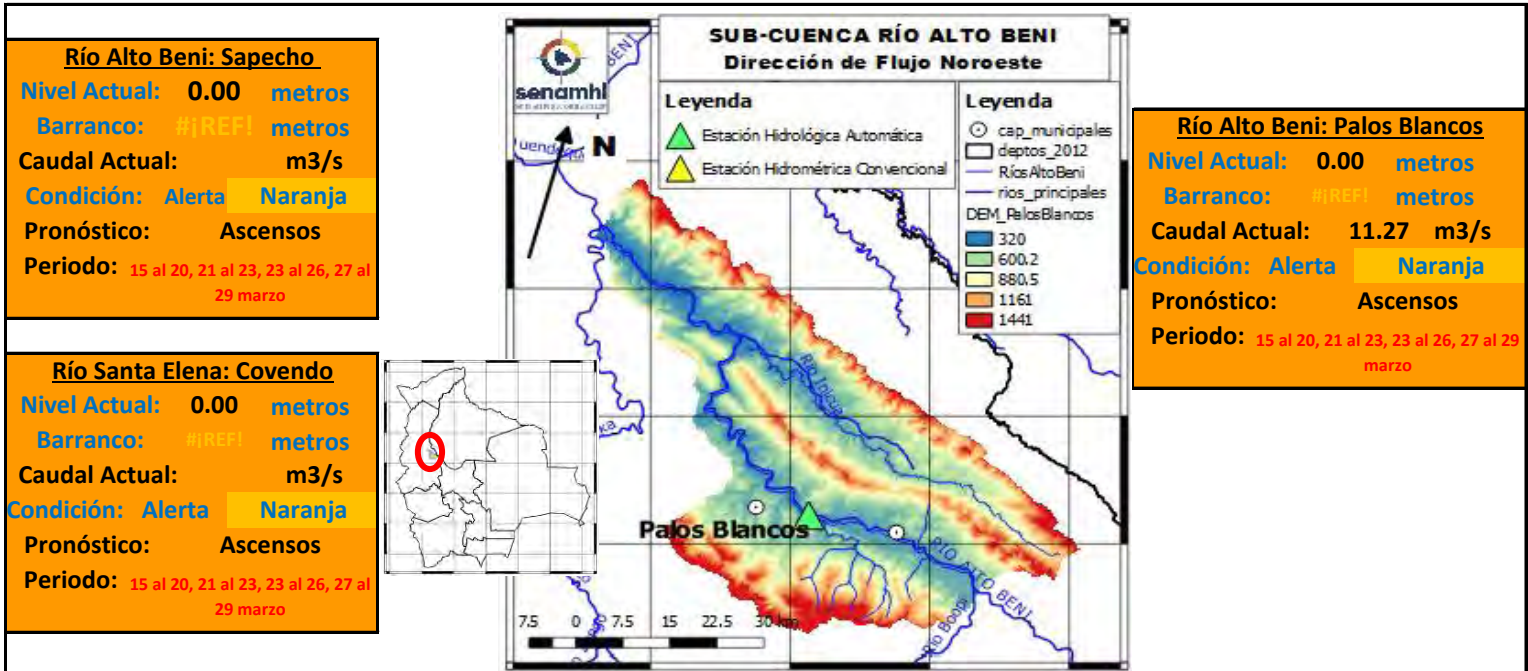 Río Alto Beni: Sapecho
Nivel Actual: 0.00 metros
Barranco: #¡REF! metros
Caudal Actual: m3/s
Condición: Alerta Naranja
Pronóstico: Ascensos
Periodo: 15 al 20, 21 al 23, 23 al 26, 27 al
29 marzo
Río Santa Elena: Covendo
Nivel Actual: 0.00 metros
Barranco: #¡REF! metros
Caudal Actual: m3/s
Condición: Alerta Naranja
Pronóstico: Ascensos
Periodo: 15 al 20, 21 al 23, 23 al 26, 27 al
29 marzo
senamhi
BENI
SUB-CUENCA RÍO ALTO BENI
Dirección de Flujo Noroeste
N
Leyenda
Estación Hidrológica Automática
Estación Hidrométrica Convencional
Leyenda
cap_municipales
deptos_2012
RíosAltoBeni
rios_principales
DEM_PalosBlancos
320
600.2
880.5
1161
1441
Río Inicua
Palos Blancos
RÍO ALTO BENI
Río Boopi
7.5 0 7.5 15 22.5 30 km
Río Alto Beni: Palos Blancos
Nivel Actual: 0.00 metros
Barranco: #¡REF! metros
Caudal Actual: 11.27 m3/s
Condición: Alerta Naranja
Pronóstico: Ascensos
Periodo: 15 al 20, 21 al 23, 23 al 26, 27 al 29
marzo